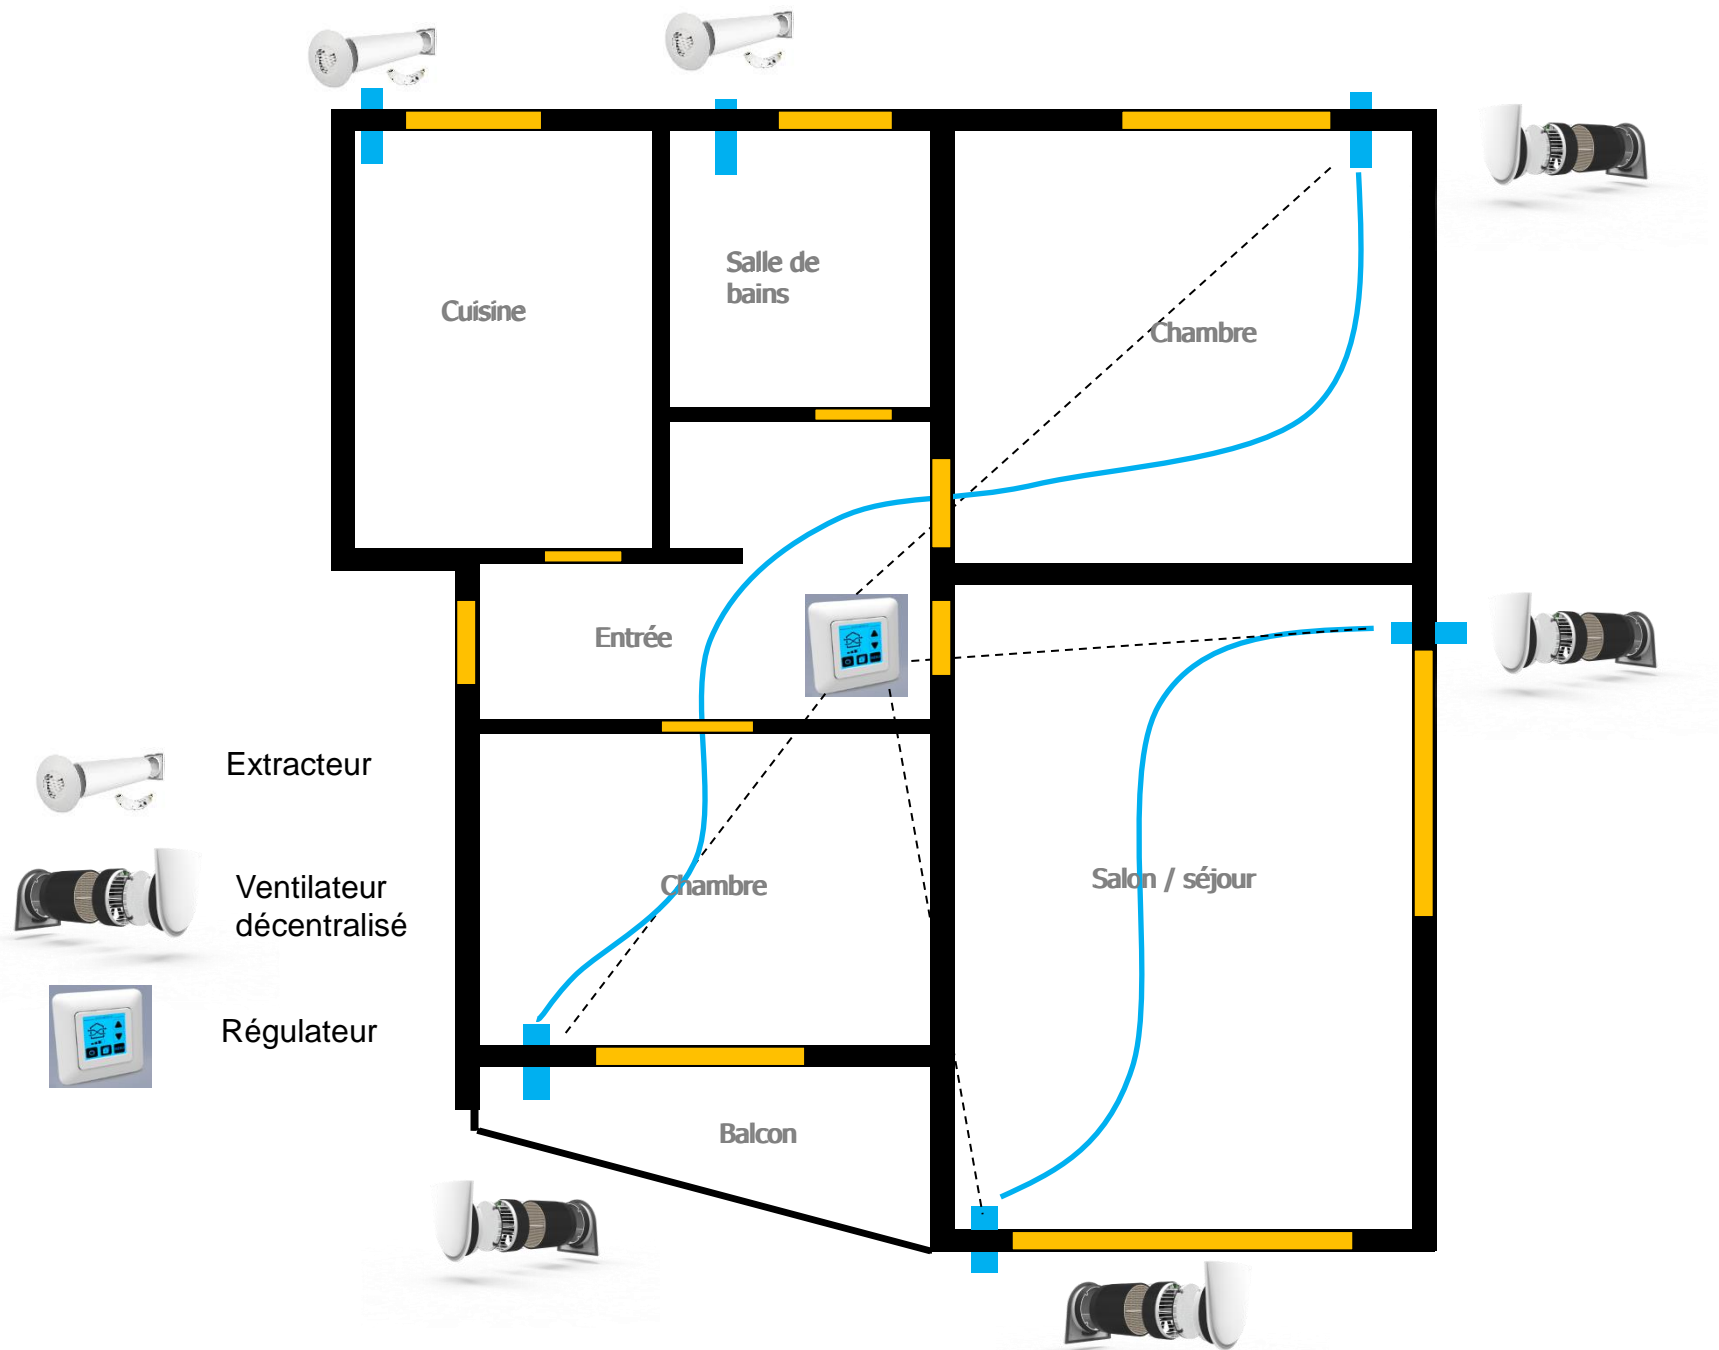 Salle de
bains
Cuisine
Chambre
Entrée
Extracteur
Chambre
Salon / séjour
Ventilateur
décentralisé
Régulateur
Balcon